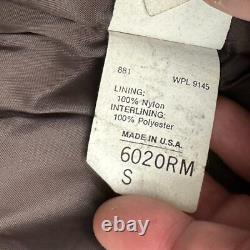 881 WPL 9145
LINING:
100% Nylon
INTERLINING:
100% Polyester
MADE IN U.S.A.
6020RM
S